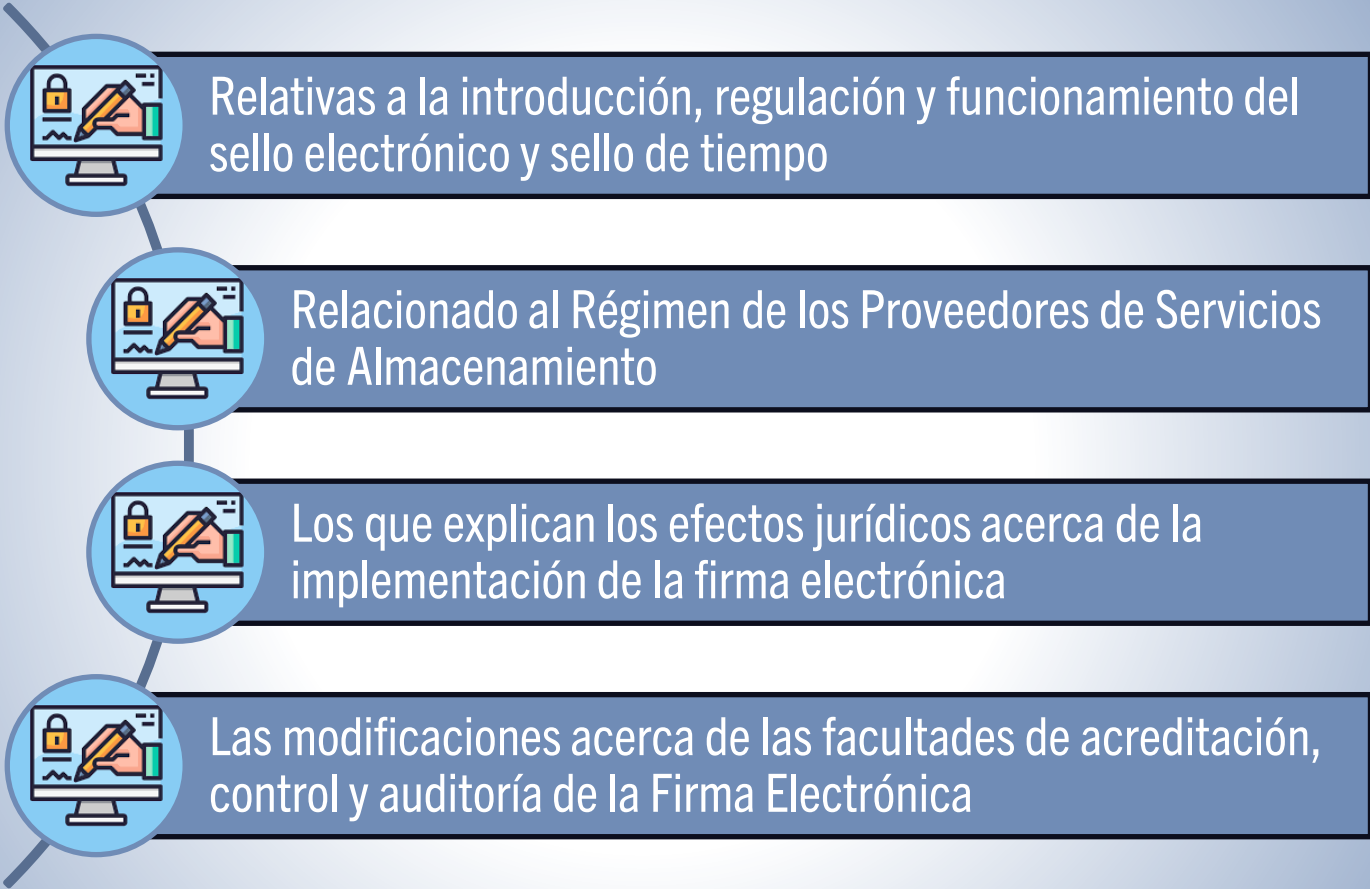 Relativas a la introducción, regulación y funcionamiento del
sello electrónico y sello de tiempo
Relacionado al Régimen de los Proveedores de Servicios
de Almacenamiento
Los que explican los efectos jurídicos acerca de la
implementación de la firma electrónica
Las modificaciones acerca de las facultades de acreditación,
control y auditoría de la Firma Electrónica